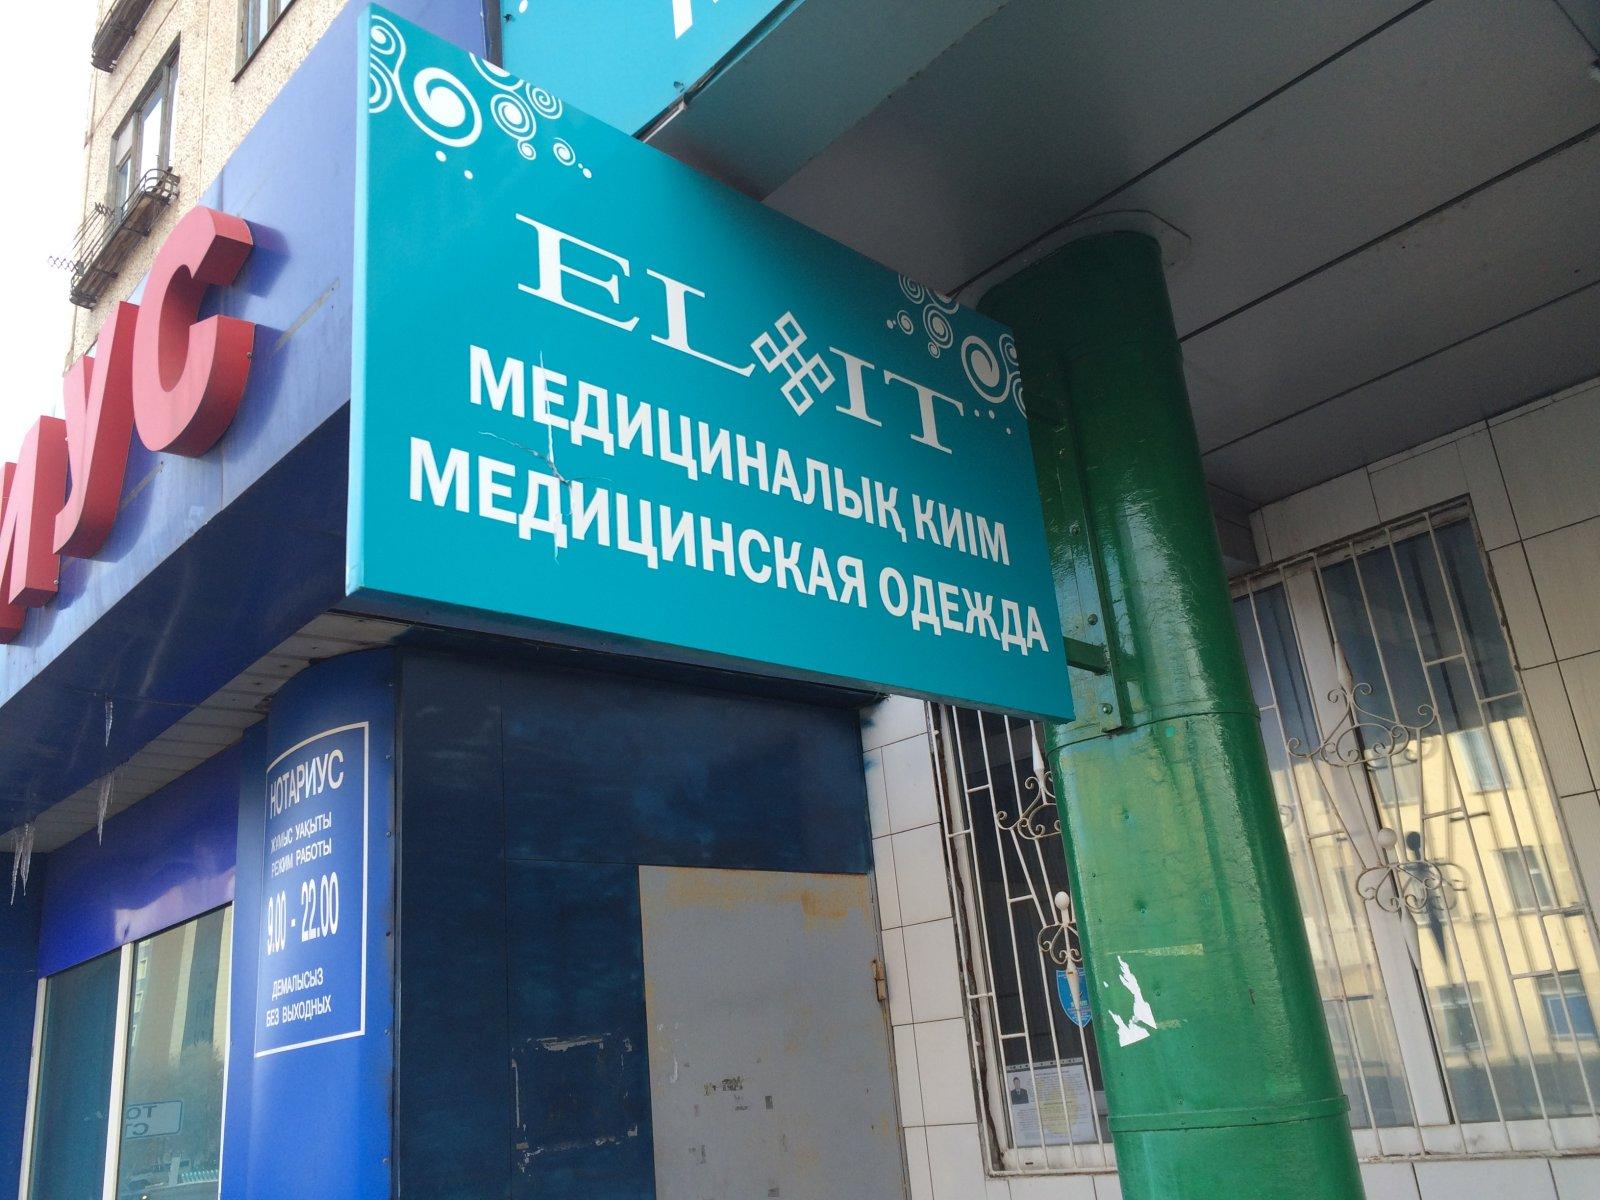 ИУС
EL IT
МЕДИЦИНАЛЫҚ КИІМ
МЕДИЦИНСКАЯ ОДЕЖДА
НОТАРИУС
ЖҰМЫС УАҚЫТЫ
РЕЖИМ РАБОТЫ
9.00 - 22.00
ДЕМАЛЫСЫЗ
БЕЗ ВЫХОДНЫХ